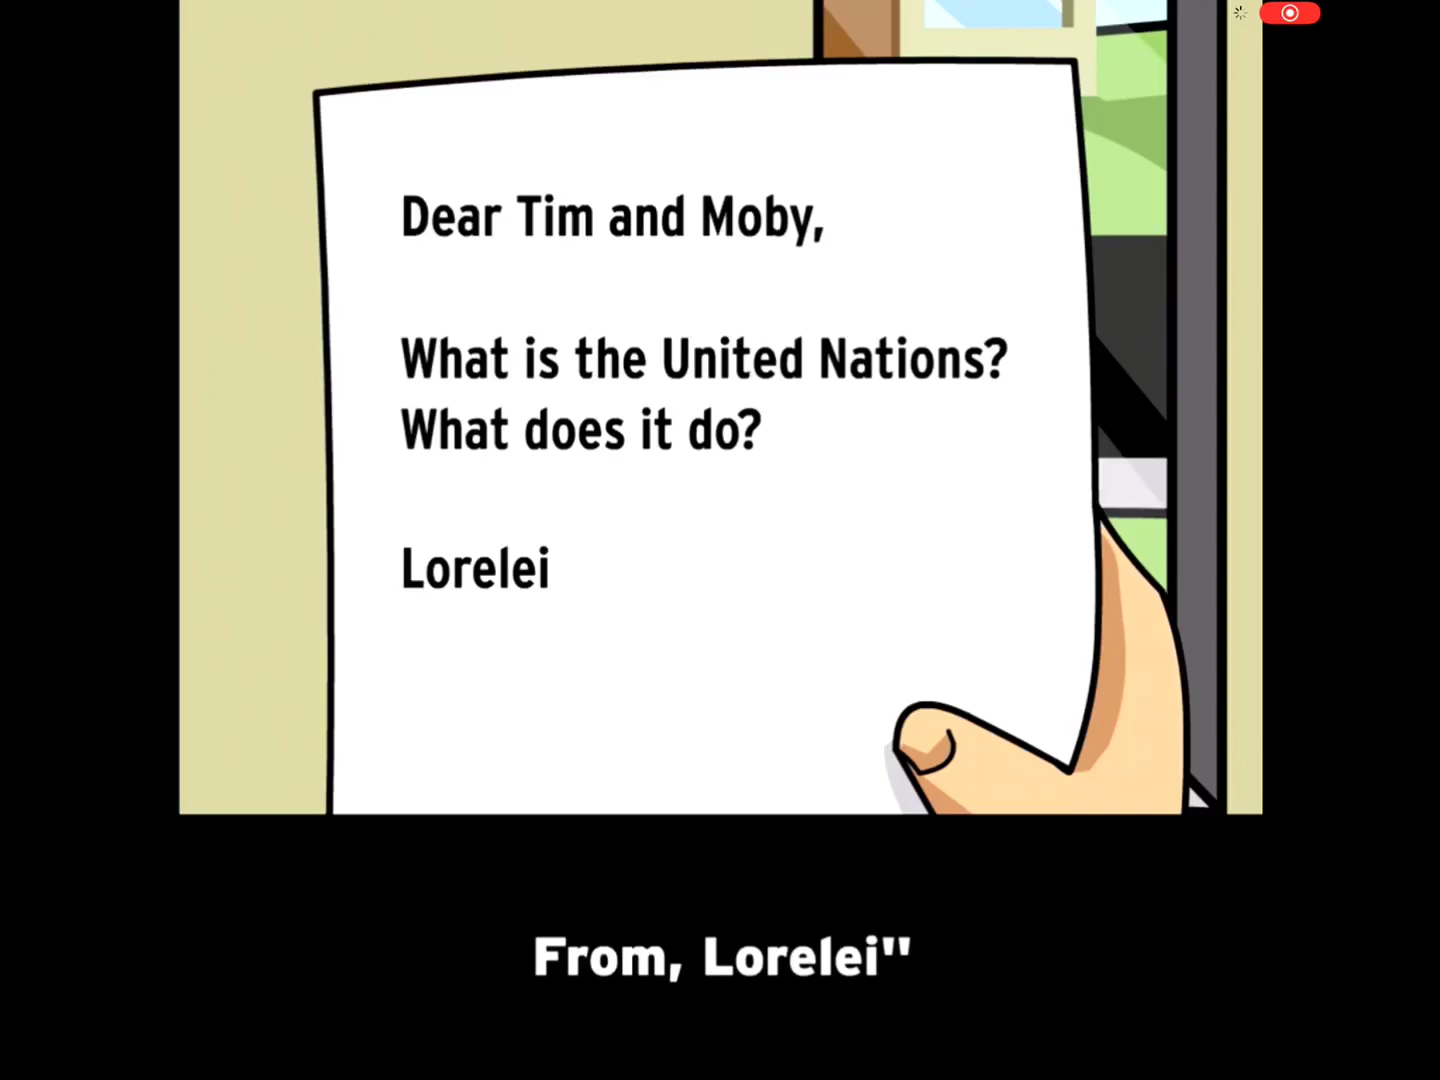 Dear Tim and Moby,
What is the United Nations?
What does it do?
Lorelei
From, Lorelei"